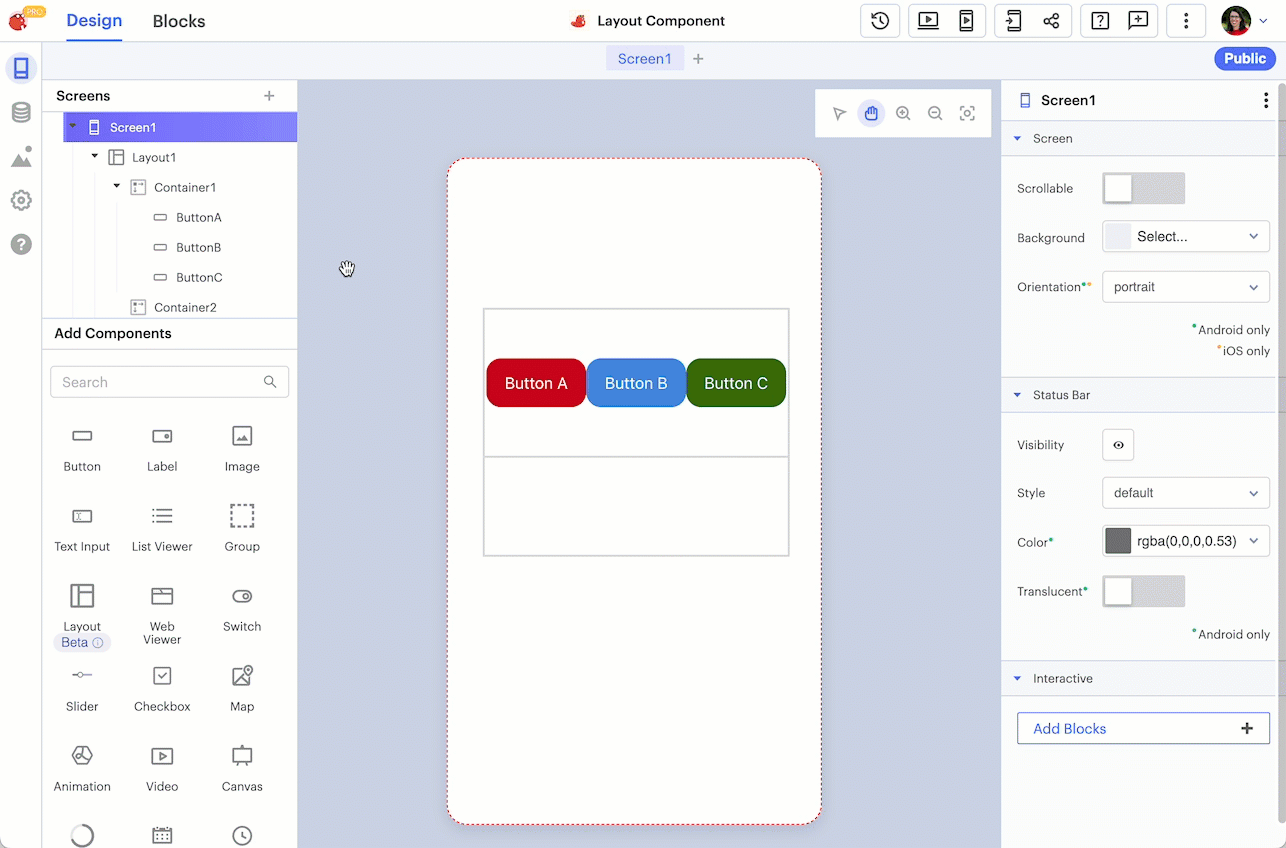 PRO
Design
Blocks
Layout Component
Screen1
+
Public
Screens
+
Screen1
Layout1
Container1
ButtonA
ButtonB
ButtonC
Container2
Add Components
Search
Button
Label
Image
Text Input
List Viewer
Group
Layout
Beta
Web
Viewer
Switch
Slider
Checkbox
Map
Animation
Video
Canvas
Button A
Button B
Button C
Screen1
Screen
Scrollable
Background
Select...
Orientation
portrait
Android only
iOS only
Status Bar
Visibility
Style
default
Color
rgba(0,0,0,0.53)
Translucent
Android only
Interactive
Add Blocks
+